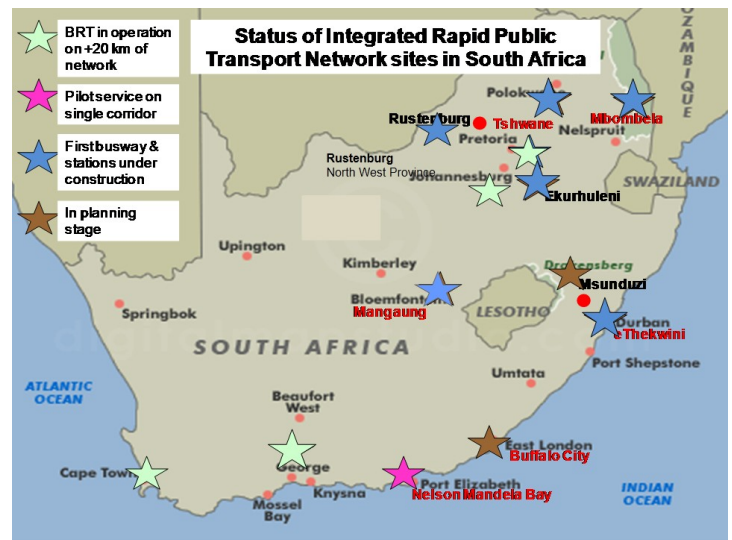 Status of Integrated Rapid Public
Transport Network sites in South Africa
BRT in operation
on +20 km of
network
Pilot service on
single corridor
First busway &
stations under
construction
In planning
stage
MOZAMBIQUE
Rustenburg
Tshwane
Mbombela
Pretoria
Nelspruit
Rustenburg
North West Province
Johannesburg
Ekurhuleni
SWAZILAND
Upington
Kimberley
Drakensberg
Msunduzi
Springbok
Mangaung
LESOTHO
Durban
eThekwini
SOUTH AFRICA
Port Shepstone
Umtata
ATLANTIC
OCEAN
Beaufort
West
East London
Buffalo City
Cape Town
George
Knysna
Port Elizabeth
Nelson Mandela Bay
Mossel
Bay
INDIAN
OCEAN